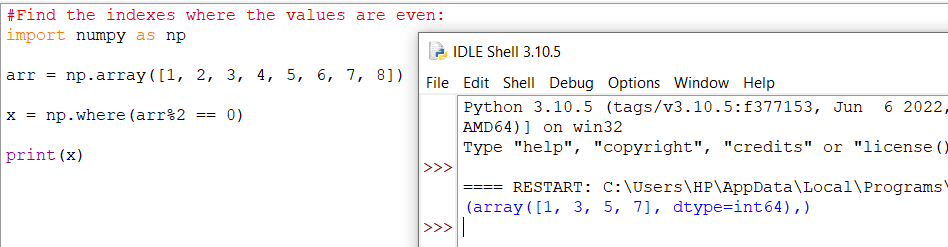 #Find the indexes where the values are even:
import numpy as np
arr = np.array([1, 2, 3, 4, 5, 6, 7, 8])
x = np.where(arr%2 == 0)
print(x)
IDLE Shell 3.10.5
File Edit Shell Debug Options Window Help
Python 3.10.5 (tags/v3.10.5:f377153, Jun  6 2022,
AMD64)] on win32
Type "help", "copyright", "credits" or "license()
>>>
==== RESTART: C:\Users\HP\AppData\Local\Programs\
(array([1, 3, 5, 7], dtype=int64),)
>>>